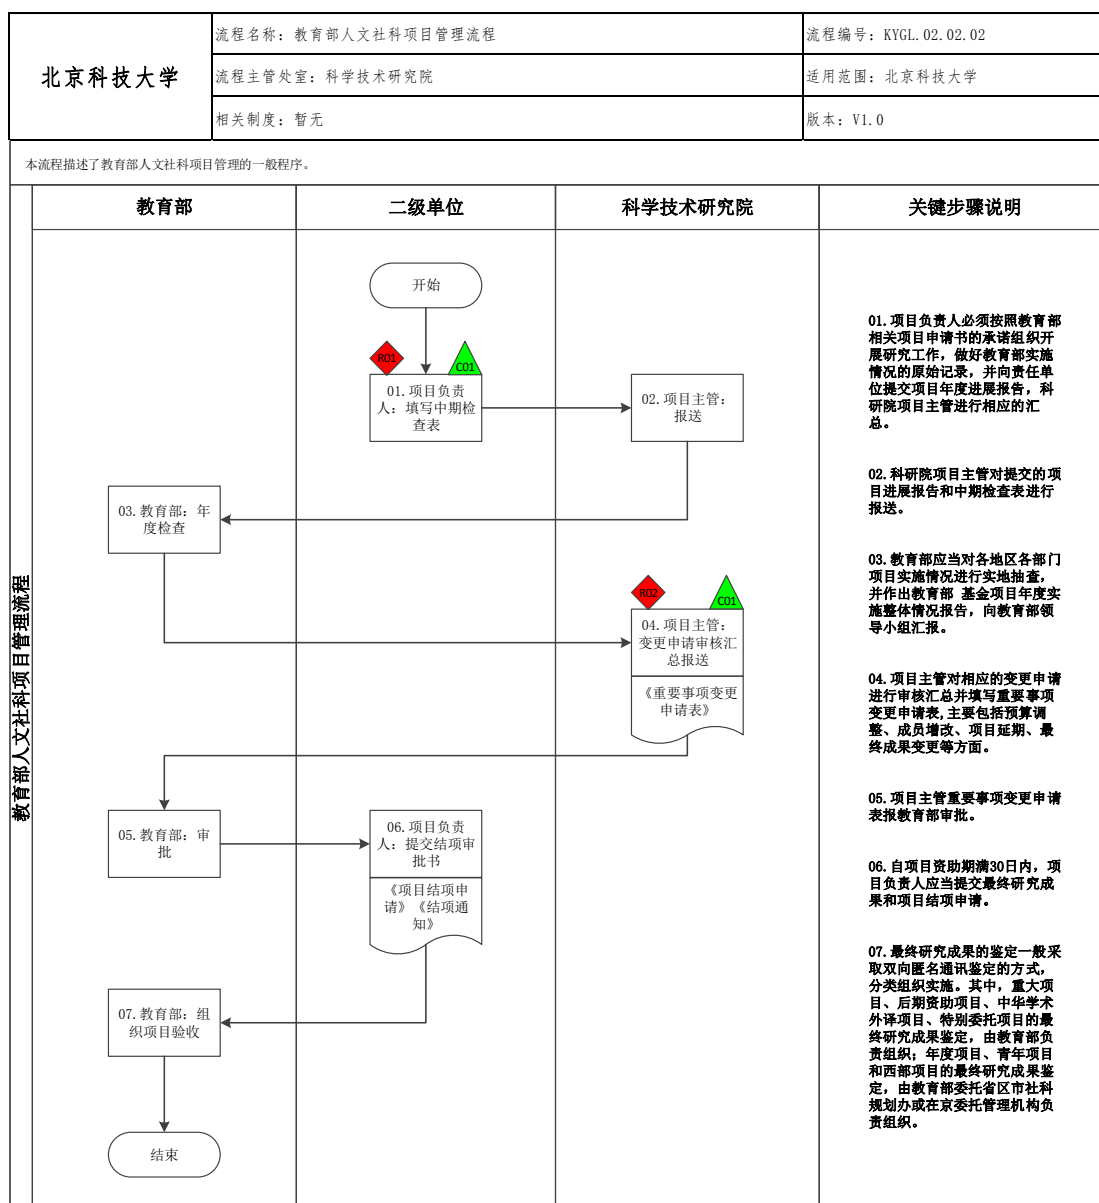 北京科技大学
流程名称：教育部人文社科项目管理流程
流程编号：KYGL.02.02.02
流程主管处室：科学技术研究院
适用范围：北京科技大学
相关制度：暂无
版本：V1.0
本流程描述了教育部人文社科项目管理的一般程序。
教育部人文社科项目管理流程
教育部
二级单位
科学技术研究院
关键步骤说明
开始
R01
C01
01.项目负责
人：填写中期检
查表
02.项目主管：
报送
03.教育部：年
度检查
R02
C01
04.项目主管：
变更申请审核汇
总报送
《重要事项变更
申请表》
05.教育部：审
批
06.项目负责
人：提交结项审
批书
《项目结项申
请》《结项通
知》
07.教育部：组
织项目验收
结束
01.项目负责人必须按照教育部
相关项目申请书的承诺组织开
展研究工作，做好教育部实施
情况的原始记录，并向责任单
位提交项目年度进展报告，科
研院项目主管进行相应的汇
总。
02.科研院项目主管对提交的项
目进展报告和中期检查表进行
报送。
03.教育部应当对各地区各部门
项目实施情况进行实地抽查，
并作出教育部 基金项目年度实
施整体情况报告，向教育部领
导小组汇报。
04.项目主管对相应的变更申请
进行审核汇总并填写重要事项
变更申请表,主要包括预算调
整、成员增改、项目延期、最
终成果变更等方面。
05.项目主管重要事项变更申请
表报教育部审批。
06.自项目资助期满30日内，项
目负责人应当提交最终研究成
果和项目结项申请。
07.最终研究成果的鉴定一般采
取双向匿名通讯鉴定的方式，
分类组织实施。其中，重大项
目、后期资助项目、中华学术
外译项目、特别委托项目的最
终研究成果鉴定，由教育部负
责组织；年度项目、青年项目
和西部项目的最终研究成果鉴
定，由教育部委托省区市社科
规划办或在京委托管理机构负
责组织。